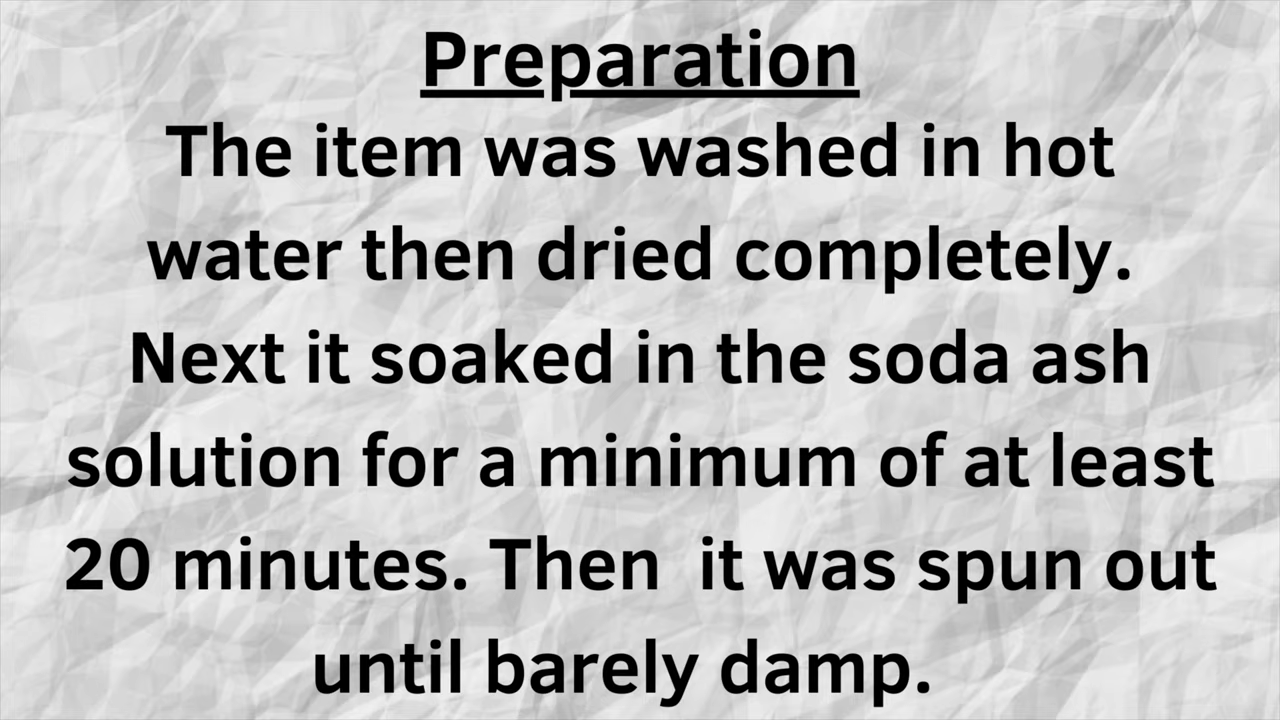 Preparation
The item was washed in hot
water then dried completely.
Next it soaked in the soda ash
solution for a minimum of at least
20 minutes. Then  it was spun out
until barely damp.